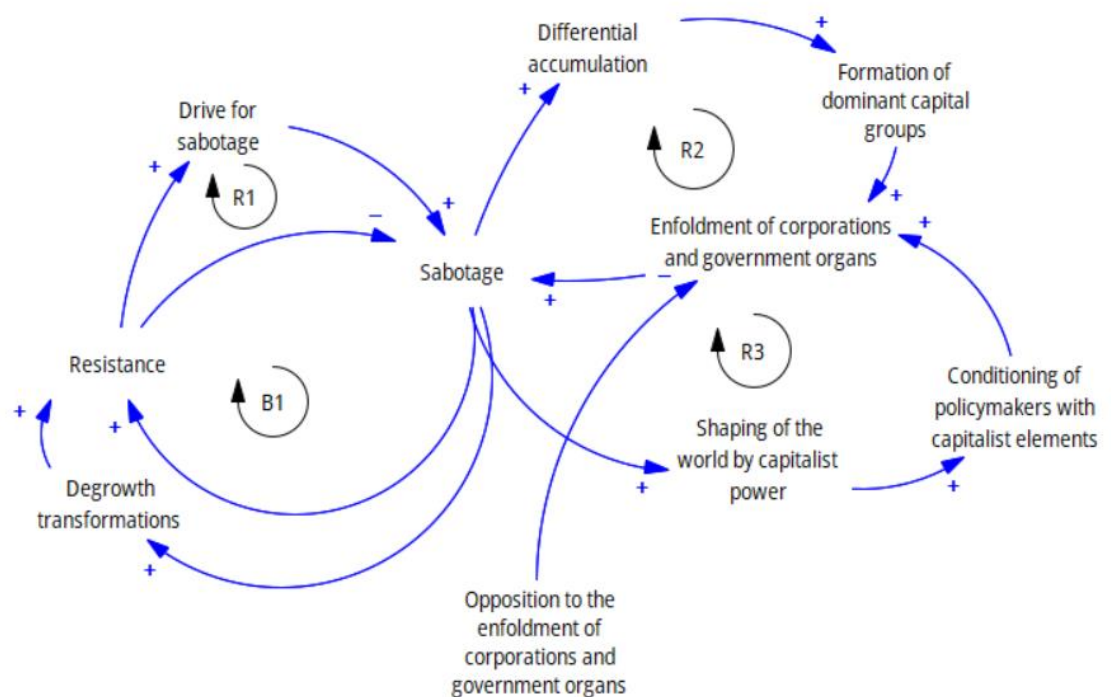 Differential
accumulation
Formation of
dominant capital
groups
Drive for
sabotage
R1
R2
Enfoldment of corporations
and government organs
Sabotage
Resistance
B1
R3
Conditioning of
policymakers with
capitalist elements
Shaping of the
world by capitalist
power
Degrowth
transformations
Opposition to the
enfoldment of
corporations and
government organs
+
+
+
+
+
+
–
–
+
+
+
+
+
+